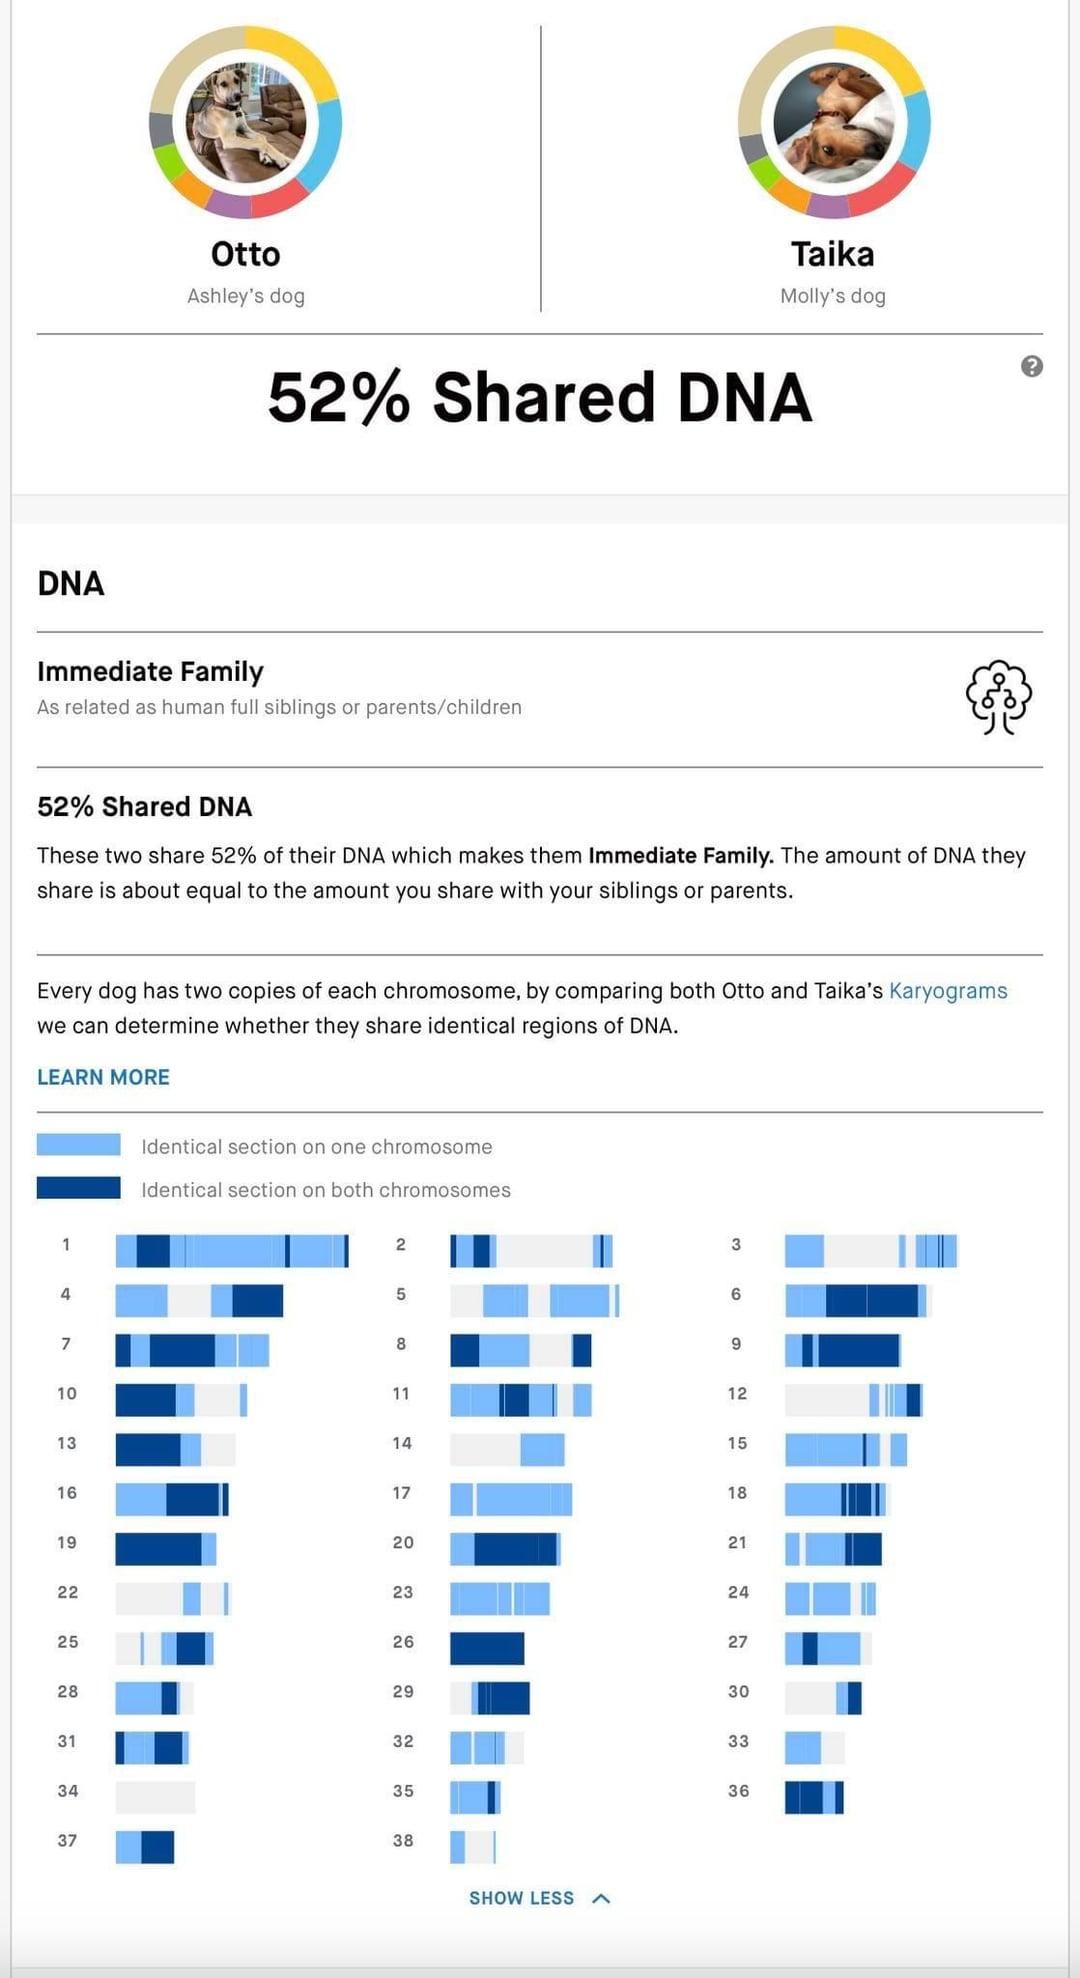 Otto
Ashley's dog
Taika
Molly's dog
?
52% Shared DNA
DNA
Immediate Family
As related as human full siblings or parents/children
52% Shared DNA
These two share 52% of their DNA which makes them Immediate Family. The amount of DNA they
share is about equal to the amount you share with your siblings or parents.
Every dog has two copies of each chromosome, by comparing both Otto and Taika's Karyograms
we can determine whether they share identical regions of DNA.
LEARN MORE
Identical section on one chromosome
Identical section on both chromosomes
1 2 3
4 5 6
7 8 9
10 11 12
13 14 15
16 17 18
19 20 21
22 23 24
25 26 27
28 29 30
31 32 33
34 35 36
37 38
SHOW LESS